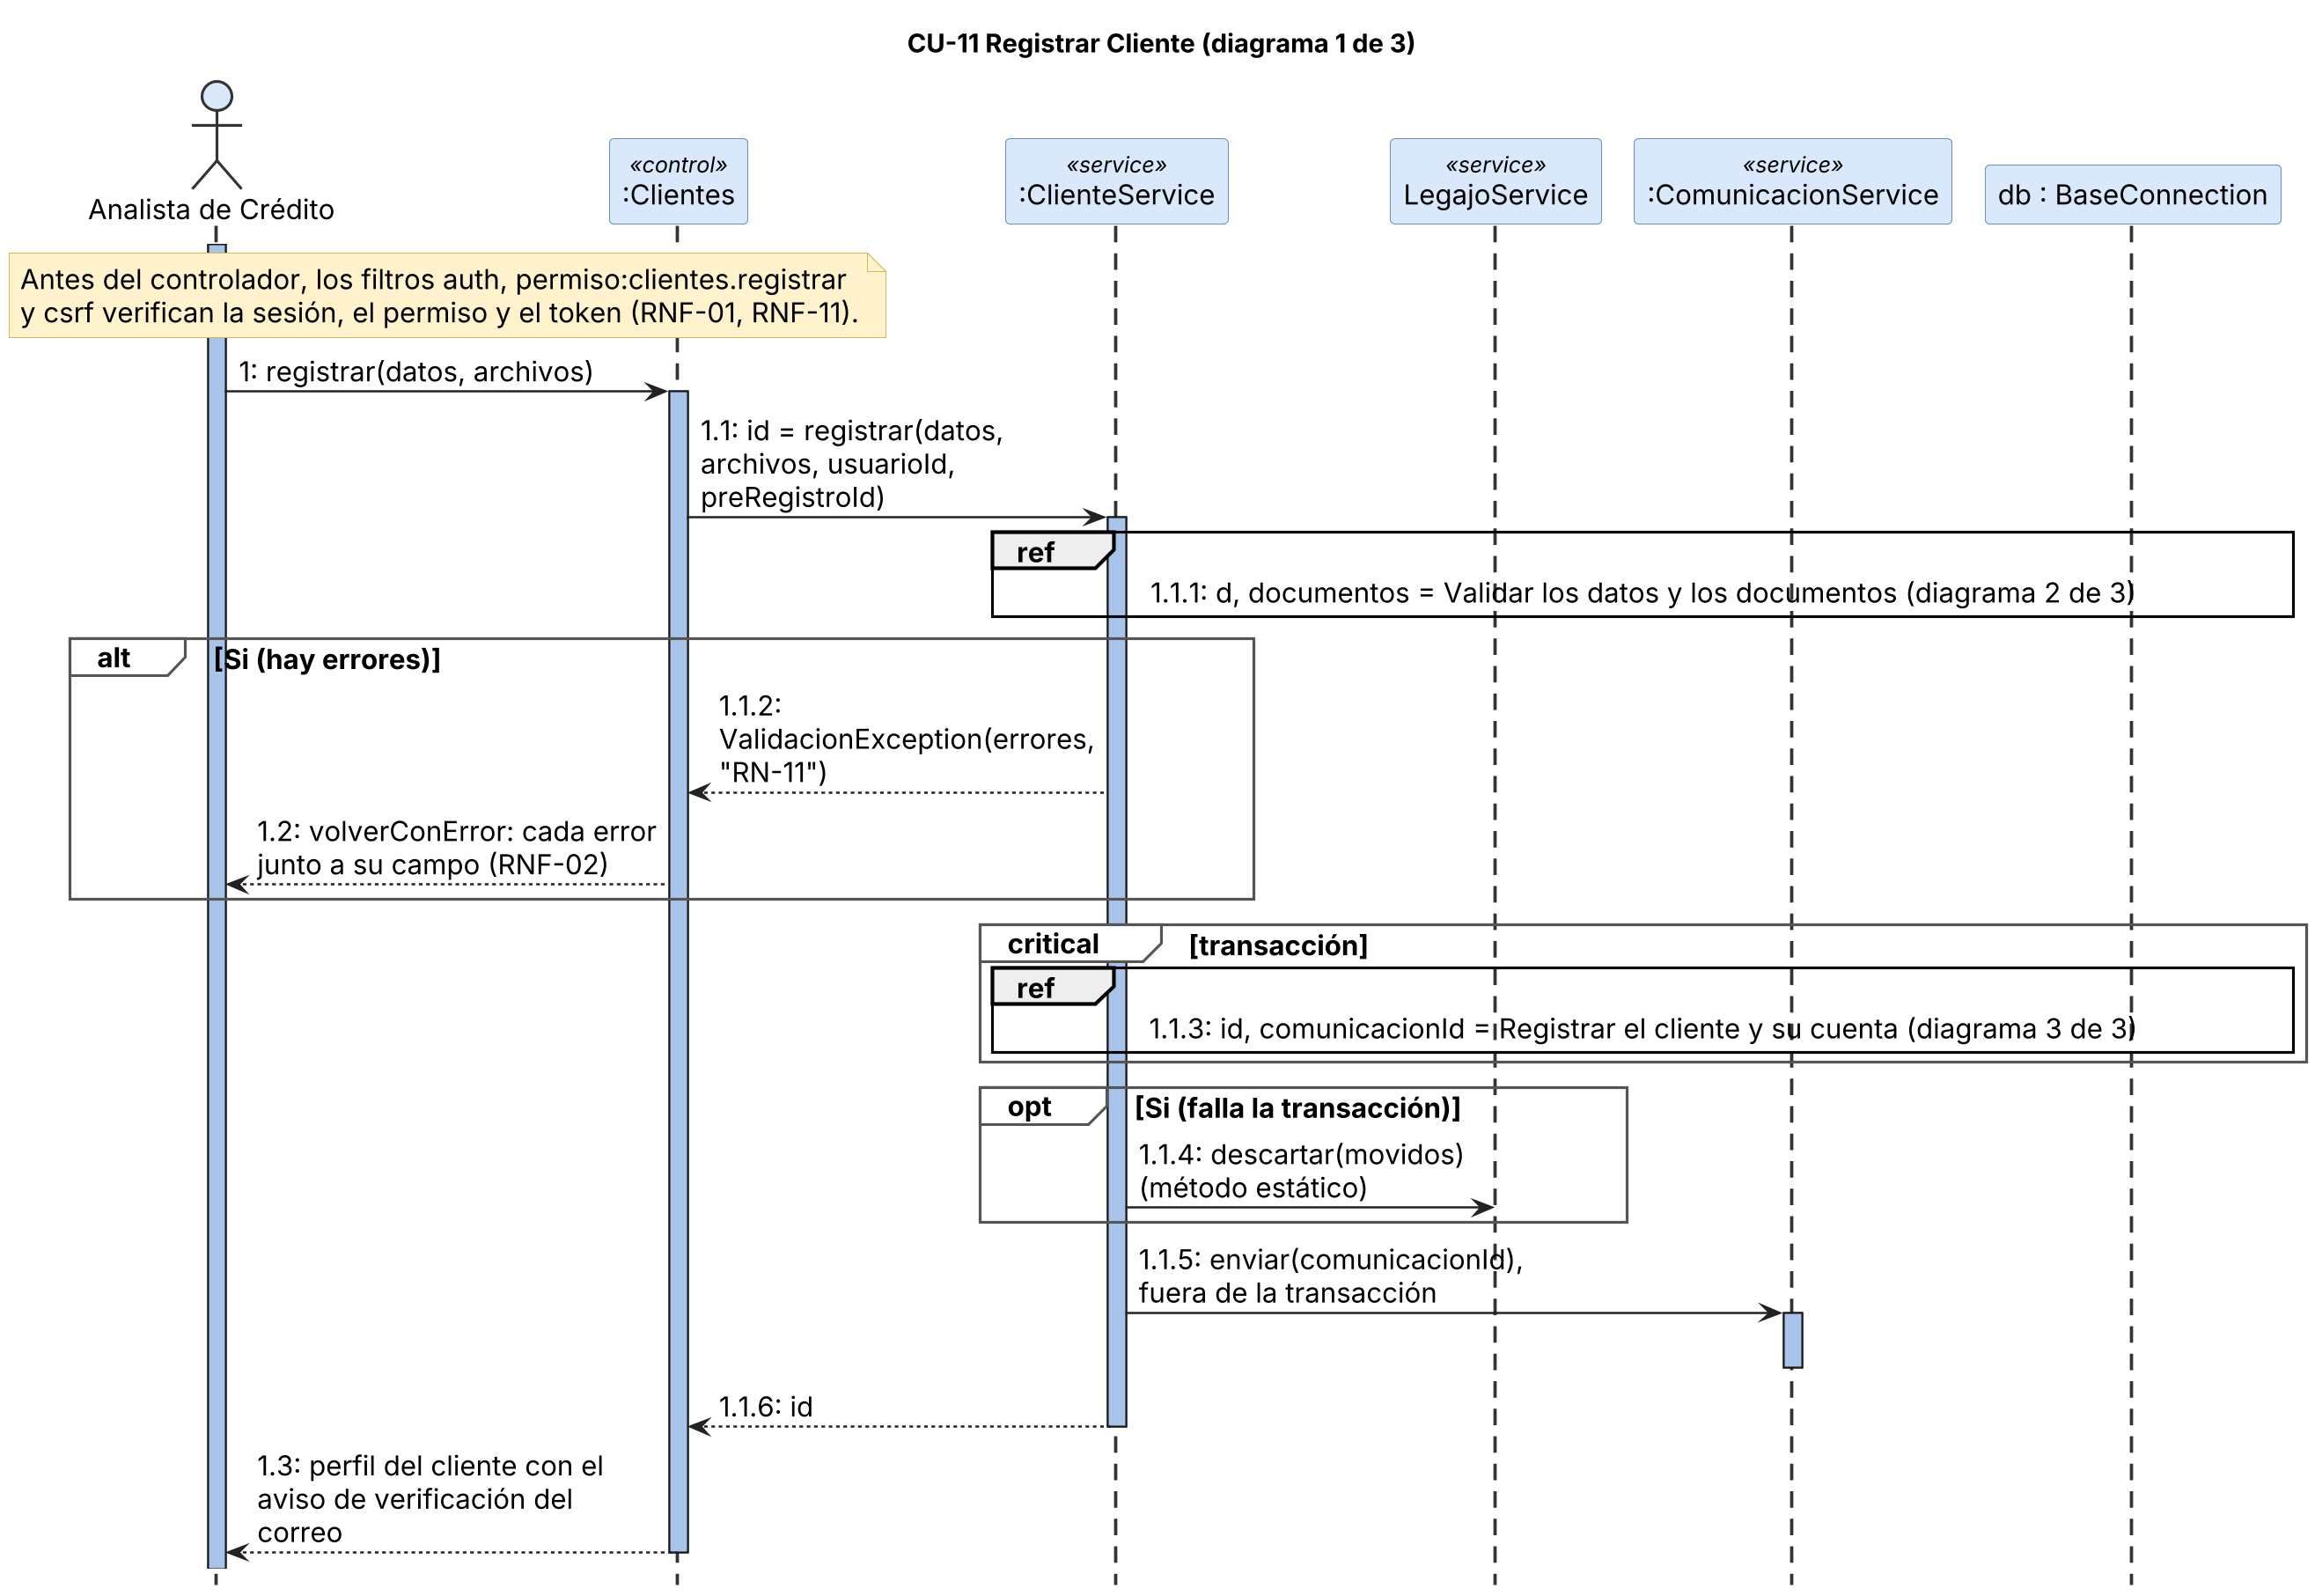 CU-11 Registrar Cliente (diagrama 1 de 3)
Analista de Crédito
«control»
:Clientes
«service»
:ClienteService
«service»
LegajoService
«service»
:ComunicacionService
db : BaseConnection
Antes del controlador, los filtros auth, permiso:clientes.registrar
y csrf verifican la sesión, el permiso y el token (RNF-01, RNF-11).
1: registrar(datos, archivos)
1.1: id = registrar(datos,
archivos, usuarioId,
preRegistroId)
ref
1.1.1: d, documentos = Validar los datos y los documentos (diagrama 2 de 3)
alt [Si (hay errores)]
1.1.2:
ValidacionException(errores,
"RN-11")
1.2: volverConError: cada error
junto a su campo (RNF-02)
critical [transacción]
ref
1.1.3: id, comunicacionId = Registrar el cliente y su cuenta (diagrama 3 de 3)
opt [Si (falla la transacción)]
1.1.4: descartar(movidos)
(método estático)
1.1.5: enviar(comunicacionId),
fuera de la transacción
1.1.6: id
1.3: perfil del cliente con el
aviso de verificación del
correo